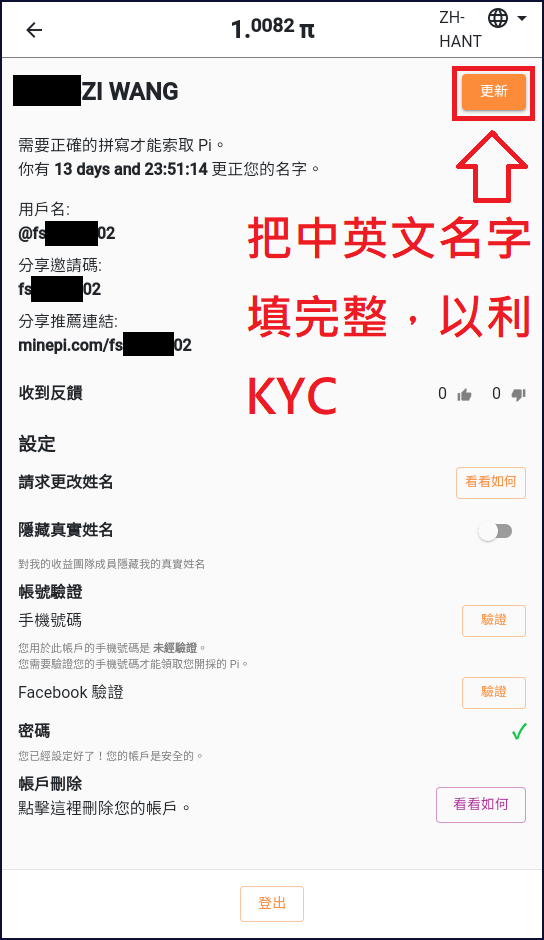 1.0082 π
ZH-
HANT
ZI WANG
更新
需要正確的拼寫才能索取 Pi。
你有 13 days and 23:51:14 更正您的名字。
用戶名:
@fs 02
分享邀請碼:
fs 02
分享推薦連結:
minepi.com/fs 02
把中英文名字
填完整，以利
KYC
收到反饋
0 0
設定
請求更改姓名 看看如何
隱藏真實姓名
對我的收益團隊成員隱藏我的真實姓名
帳號驗證
手機號碼 驗證
您用於此帳戶的手機號碼是 未經驗證。
您需要驗證您的手機號碼才能領取您開採的 Pi。
Facebook 驗證 驗證
密碼
您已經設定好了！您的帳戶是安全的。
帳戶刪除
點擊這裡刪除您的帳戶。 看看如何
登出